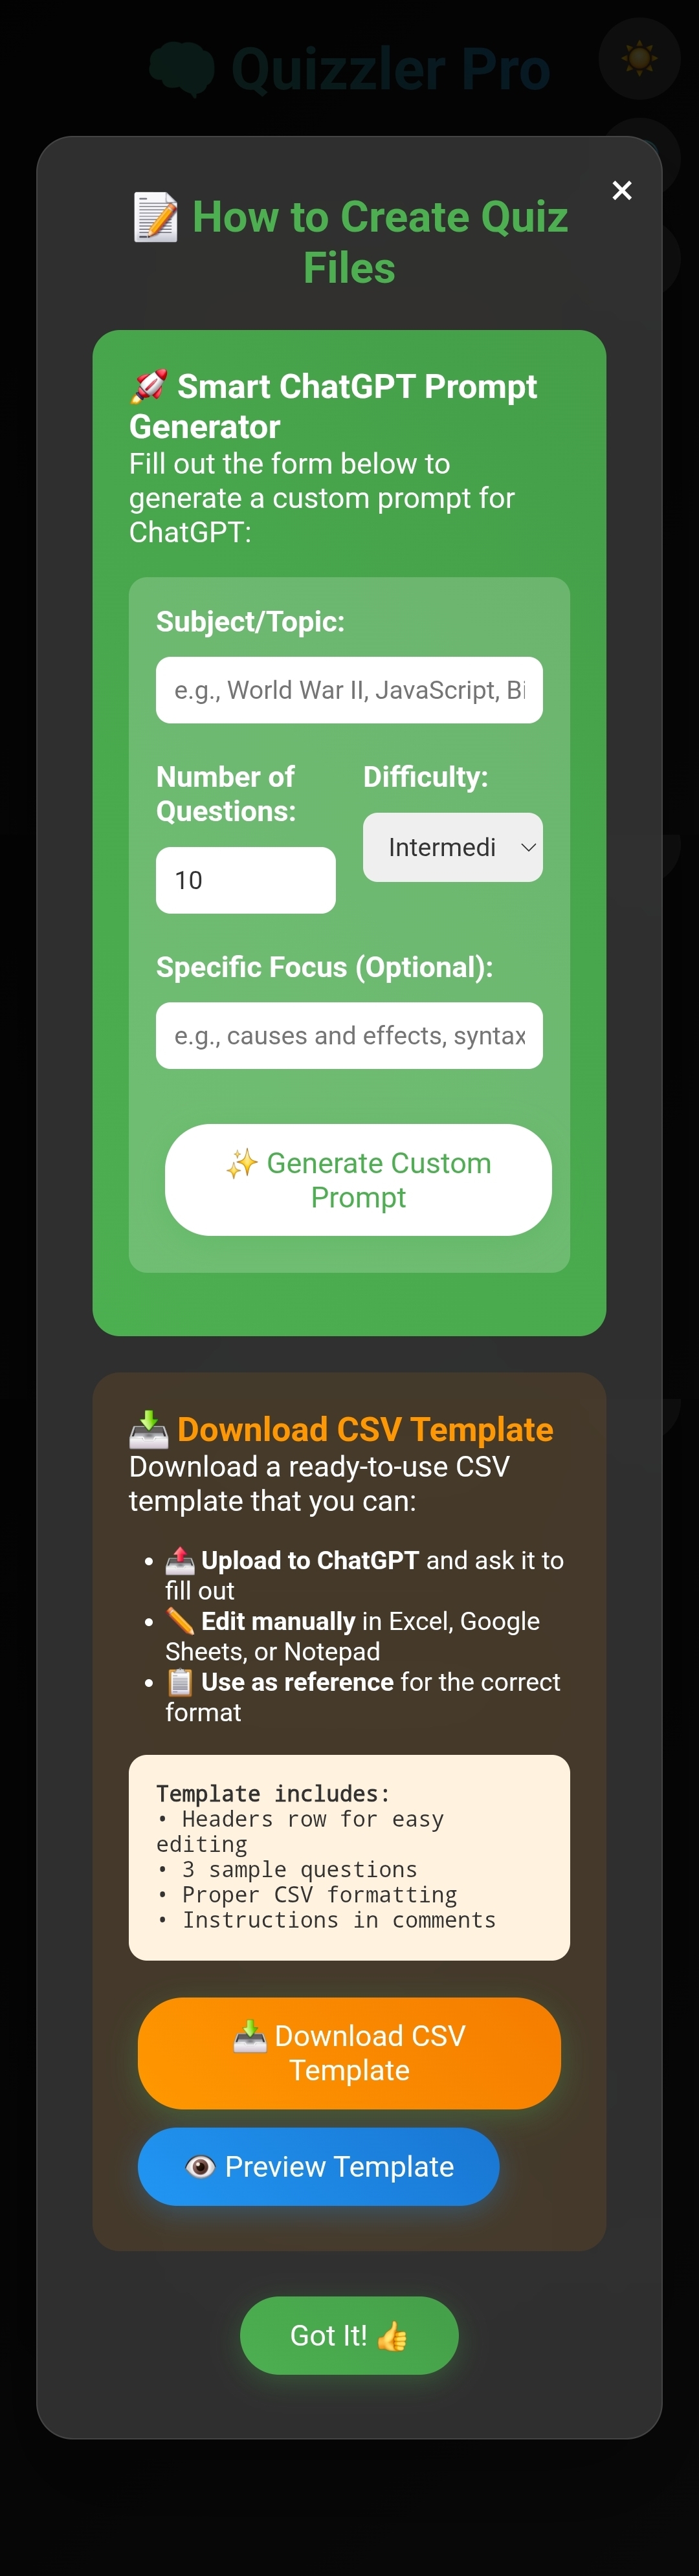 🧠 Quizzler Pro
☀️
×
📝 How to Create Quiz
Files
🚀 Smart ChatGPT Prompt
Generator
Fill out the form below to
generate a custom prompt for
ChatGPT:
Subject/Topic:
e.g., World War II, JavaScript, Bi
Number of
Questions:
10
Difficulty:
Intermedi
Specific Focus (Optional):
e.g., causes and effects, syntax
✨ Generate Custom
Prompt
📥 Download CSV Template
Download a ready-to-use CSV
template that you can:
• 📤 Upload to ChatGPT and ask it to
fill out
• ✏️ Edit manually in Excel, Google
Sheets, or Notepad
• 📋 Use as reference for the correct
format
Template includes:
• Headers row for easy
editing
• 3 sample questions
• Proper CSV formatting
• Instructions in comments
📥 Download CSV
Template
👁️ Preview Template
Got It! 👍